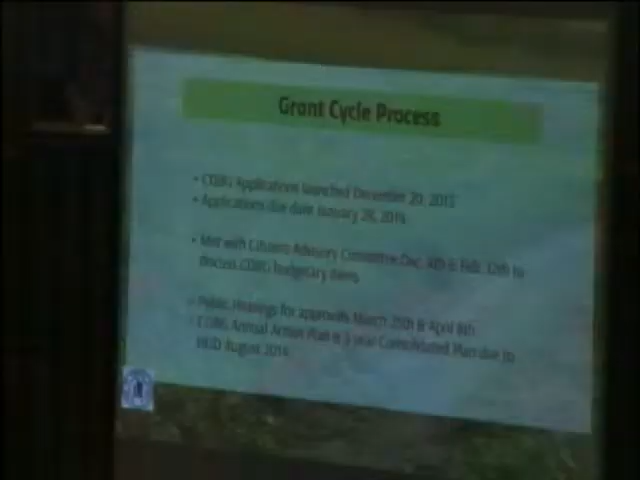 Grant Cycle Process
• CDBG Applications launched December 20, 2013
• Applications due date January 28, 2014
• Met with Citizens Advisory Committee Dec. 4th & Feb. 12th to
discuss CDBG budgetary items
• Public Hearings for approvals March 25th & April 8th
• CDBG Annual Action Plan & 5 year Consolidated Plan due to
HUD August 2014